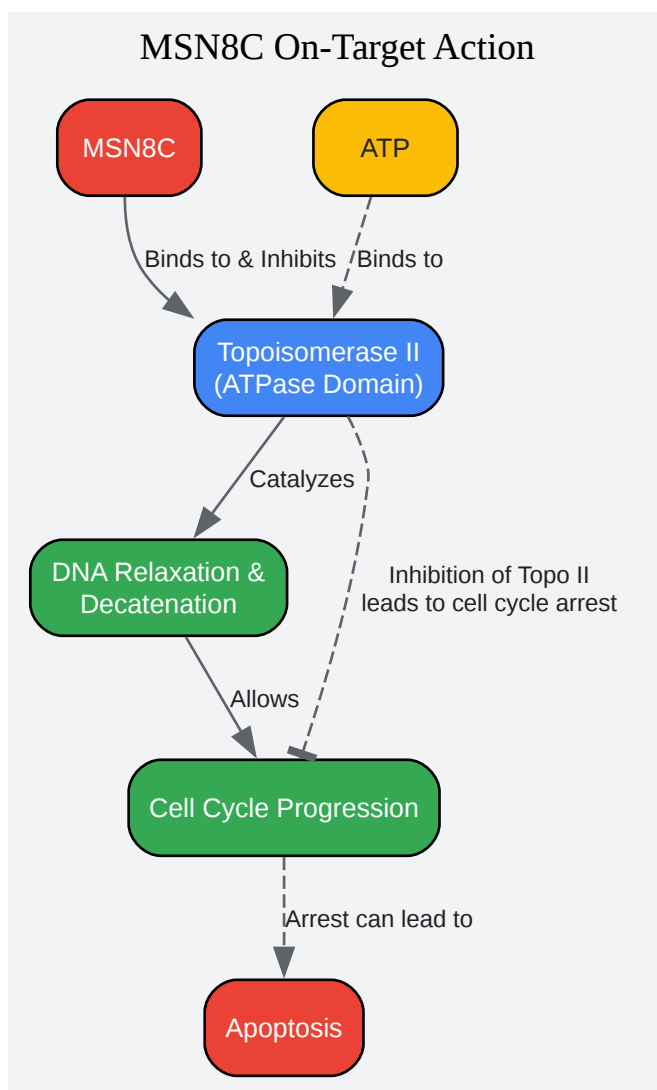 MSN8C On-Target Action
MSN8C
ATP
Binds to & Inhibits
Binds to
Topoisomerase II
(ATPase Domain)
Catalyzes
DNA Relaxation &
Decatenation
Inhibition of Topo II
leads to cell cycle arrest
Allows
Cell Cycle Progression
Arrest can lead to
Apoptosis